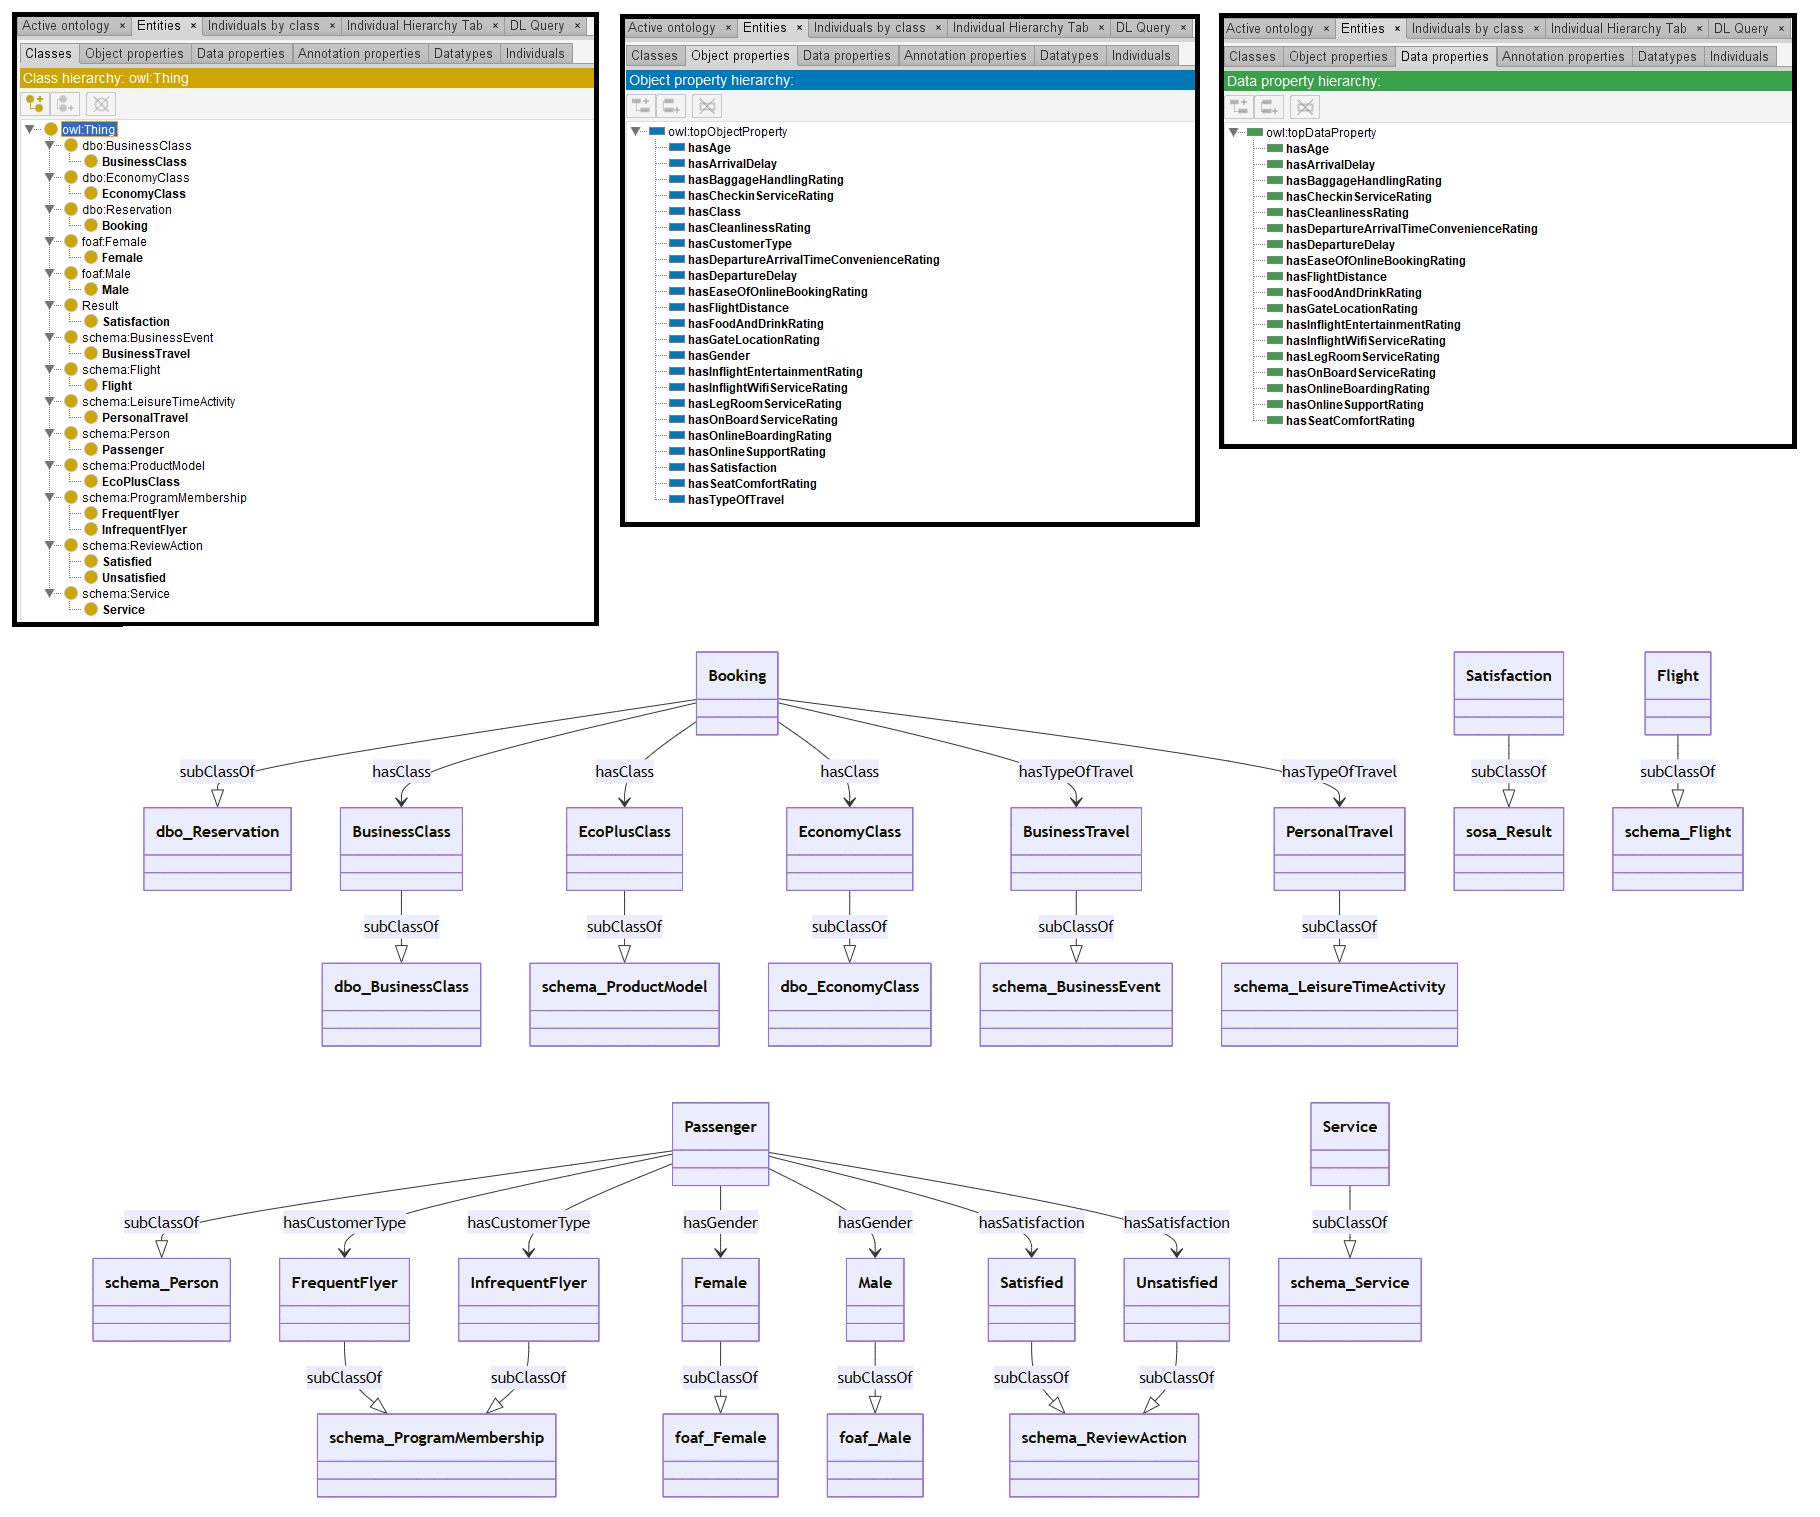 Active ontology × Entities × Individuals by class × Individual Hierarchy Tab × DL Query ×
Classes Object properties Data properties Annotation properties Datatypes Individuals
Class hierarchy: owl:Thing
owl:Thing
dbo:BusinessClass
BusinessClass
dbo:EconomyClass
EconomyClass
dbo:Reservation
Booking
foaf:Female
Female
foaf:Male
Male
Result
Satisfaction
schema:BusinessEvent
BusinessTravel
schema:Flight
Flight
schema:LeisureTimeActivity
PersonalTravel
schema:Person
Passenger
schema:ProductModel
EcoPlusClass
schema:ProgramMembership
FrequentFlyer
InfrequentFlyer
schema:ReviewAction
Satisfied
Unsatisfied
schema:Service
Service
Active ontology × Entities × Individuals by class × Individual Hierarchy Tab × DL Query ×
Classes Object properties Data properties Annotation properties Datatypes Individuals
Object property hierarchy:
owl:topObjectProperty
hasAge
hasArrivalDelay
hasBaggageHandlingRating
hasCheckinServiceRating
hasClass
hasCleanlinessRating
hasCustomerType
hasDepartureArrivalTimeConvenienceRating
hasDepartureDelay
hasEaseOfOnlineBookingRating
hasFlightDistance
hasFoodAndDrinkRating
hasGateLocationRating
hasGender
hasInflightEntertainmentRating
hasInflightWifiServiceRating
hasLegRoomServiceRating
hasOnBoardServiceRating
hasOnlineBoardingRating
hasOnlineSupportRating
hasSatisfaction
hasSeatComfortRating
hasTypeOfTravel
Active ontology × Entities × Individuals by class × Individual Hierarchy Tab × DL Query ×
Classes Object properties Data properties Annotation properties Datatypes Individuals
Data property hierarchy:
owl:topDataProperty
hasAge
hasArrivalDelay
hasBaggageHandlingRating
hasCheckinServiceRating
hasCleanlinessRating
hasDepartureArrivalTimeConvenienceRating
hasDepartureDelay
hasEaseOfOnlineBookingRating
hasFlightDistance
hasFoodAndDrinkRating
hasGateLocationRating
hasInflightEntertainmentRating
hasInflightWifiServiceRating
hasLegRoomServiceRating
hasOnBoardServiceRating
hasOnlineBoardingRating
hasOnlineSupportRating
hasSeatComfortRating
Booking Satisfaction Flight
subClassOf hasClass hasClass hasClass hasTypeOfTravel hasTypeOfTravel subClassOf subClassOf
dbo_Reservation BusinessClass EcoPlusClass EconomyClass BusinessTravel PersonalTravel sosa_Result schema_Flight
subClassOf subClassOf subClassOf subClassOf subClassOf
dbo_BusinessClass schema_ProductModel dbo_EconomyClass schema_BusinessEvent schema_LeisureTimeActivity
Passenger Service
subClassOf hasCustomerType hasCustomerType hasGender hasGender hasSatisfaction hasSatisfaction subClassOf
schema_Person FrequentFlyer InfrequentFlyer Female Male Satisfied Unsatisfied schema_Service
subClassOf subClassOf subClassOf subClassOf subClassOf subClassOf
schema_ProgramMembership foaf_Female foaf_Male schema_ReviewAction